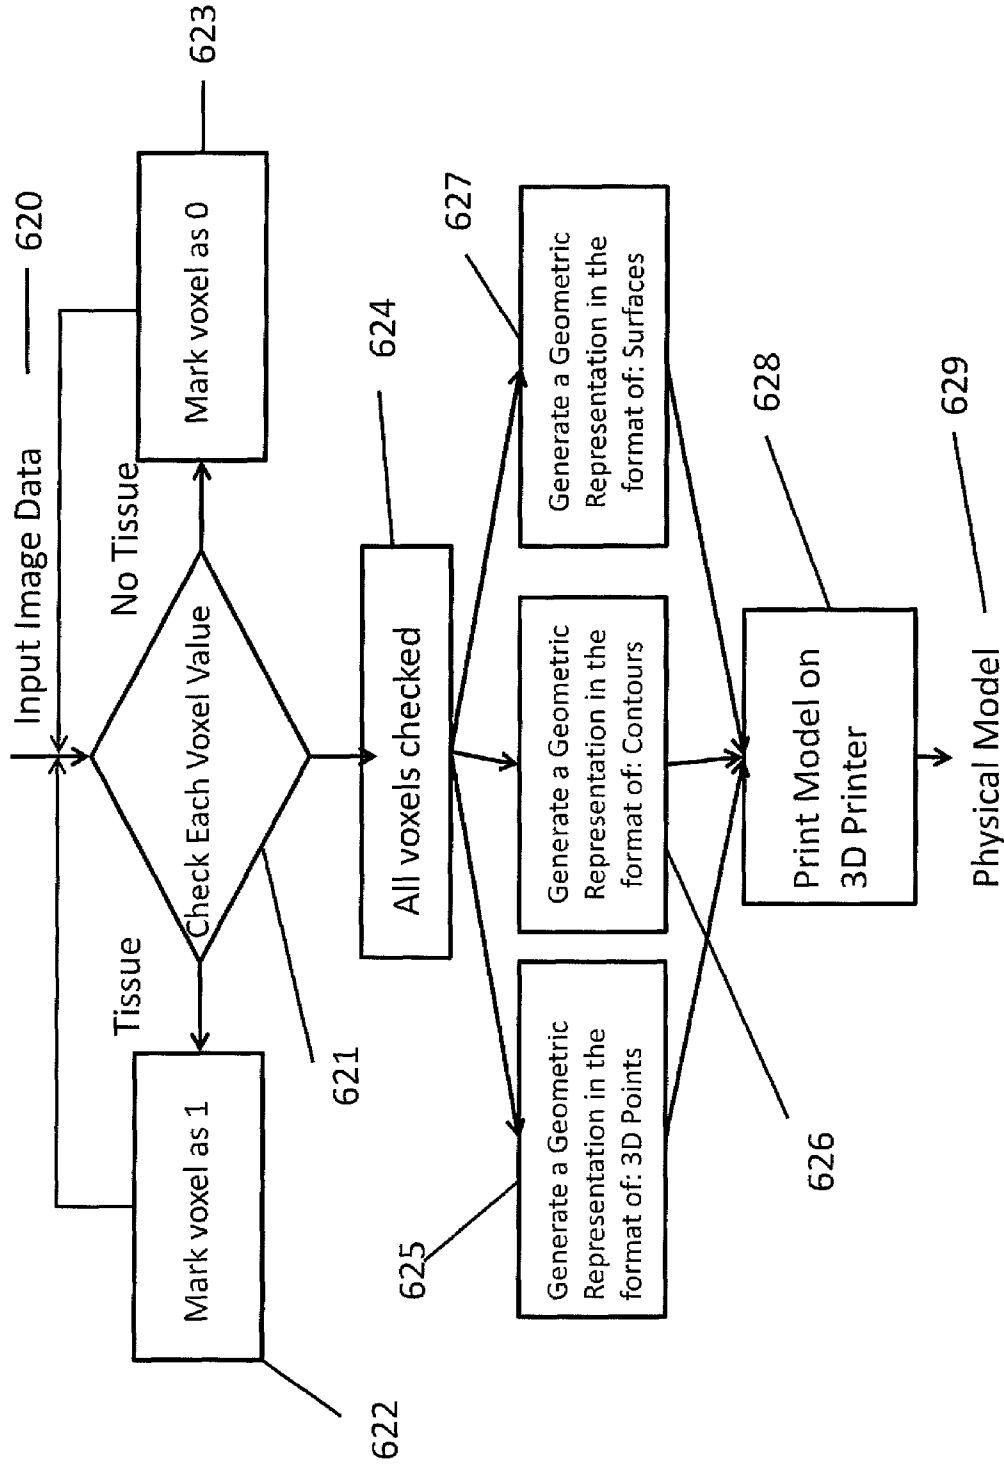 Input Image Data
620
Tissue
No Tissue
Mark voxel as 1
Check Each Voxel Value
Mark voxel as 0
622
621
623
All voxels checked
624
625
Generate a Geometric
Representation in the
format of: 3D Points
626
Generate a Geometric
Representation in the
format of: Contours
627
Generate a Geometric
Representation in the
format of: Surfaces
Print Model on
3D Printer
628
Physical Model
629